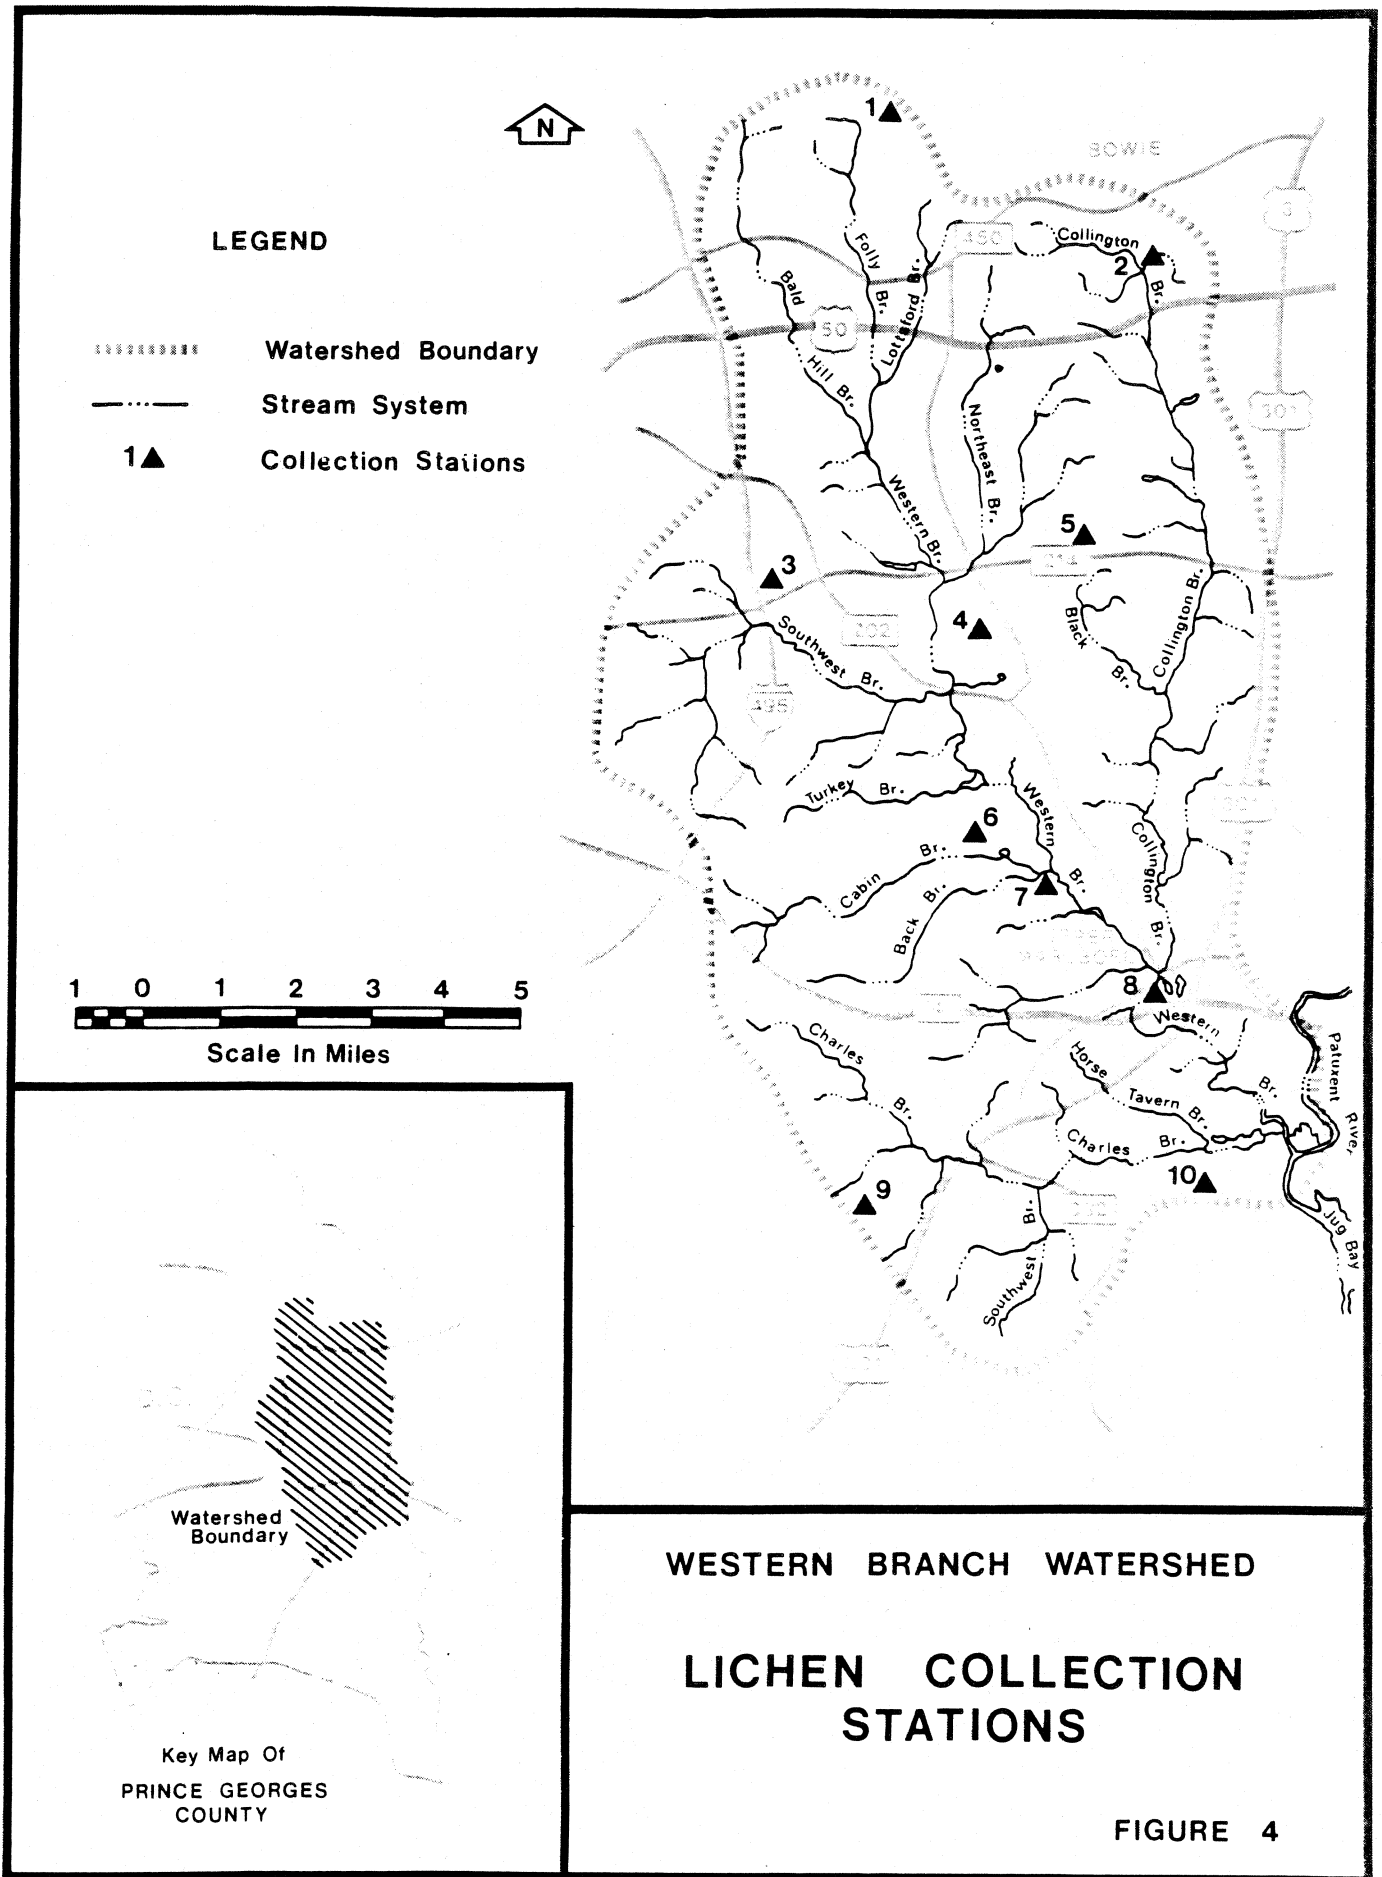 1
BOWIE
N
LEGEND
Watershed Boundary
Stream System
1 Collection Stations
450
Collington
2
Br.
Folly
Br.
Lottsford Br.
Bald
Hill Br.
50
3
301
Northeast Br.
Western Br.
5
214
3
202
4
Southwest Br.
Black
Br.
Collington Br.
495
Turkey Br.
Western
Br.
6
Collington
Br.
301
Cabin Br.
Back Br.
7
8
4
Western
Br.
1 0 1 2 3 4 5
Scale In Miles
Charles
Br.
Horse
Tavern Br.
Charles Br.
Patuxent
River
9
10
Br.
Southwest
Jug Bay
D.C.
Watershed
Boundary
Key Map Of
PRINCE GEORGES
COUNTY
WESTERN BRANCH WATERSHED
LICHEN COLLECTION
STATIONS
FIGURE 4